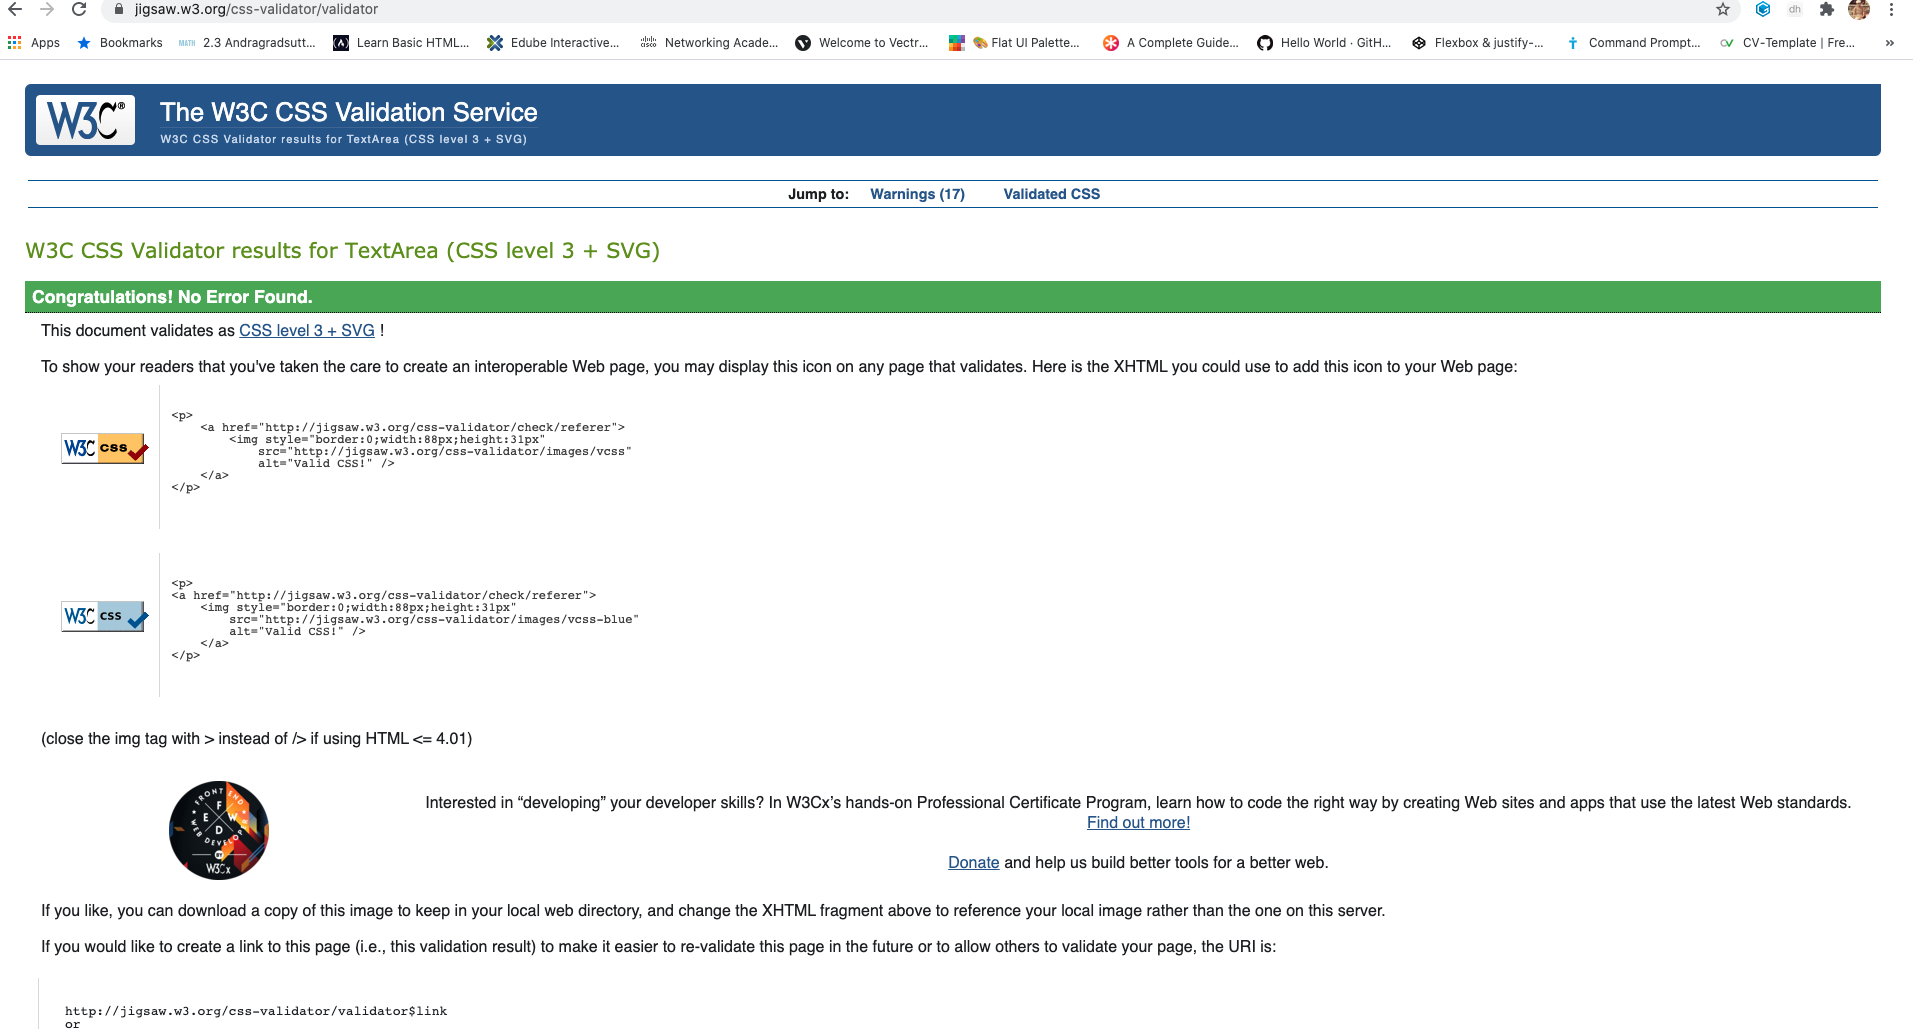 jigsaw.w3.org/css-validator/validator
dh
Apps Bookmarks MATH 2.3 Andragradsutt... Learn Basic HTML... Edube Interactive... Networking Acade... Welcome to Vectr... Flat UI Palette... A Complete Guide... Hello World · GitH... Flexbox & justify-... Command Prompt... CV-Template | Fre... »
W3C® The W3C CSS Validation Service
W3C CSS Validator results for TextArea (CSS level 3 + SVG)
Jump to: Warnings (17) Validated CSS
W3C CSS Validator results for TextArea (CSS level 3 + SVG)
Congratulations! No Error Found.
This document validates as CSS level 3 + SVG !
To show your readers that you've taken the care to create an interoperable Web page, you may display this icon on any page that validates. Here is the XHTML you could use to add this icon to your Web page:
W3C css
<p>
<a href="http://jigsaw.w3.org/css-validator/check/referer">
<img style="border:0;width:88px;height:31px"
src="http://jigsaw.w3.org/css-validator/images/vcss"
alt="Valid CSS!" />
</a>
</p>
W3C css
<p>
<a href="http://jigsaw.w3.org/css-validator/check/referer">
<img style="border:0;width:88px;height:31px"
src="http://jigsaw.w3.org/css-validator/images/vcss-blue"
alt="Valid CSS!" />
</a>
</p>
(close the img tag with > instead of /> if using HTML <= 4.01)
FRONT END
F E W D
WEB DEVELOPER
BY
W3Cx
Interested in “developing” your developer skills? In W3Cx’s hands-on Professional Certificate Program, learn how to code the right way by creating Web sites and apps that use the latest Web standards.
Find out more!
Donate and help us build better tools for a better web.
If you like, you can download a copy of this image to keep in your local web directory, and change the XHTML fragment above to reference your local image rather than the one on this server.
If you would like to create a link to this page (i.e., this validation result) to make it easier to re-validate this page in the future or to allow others to validate your page, the URI is:
http://jigsaw.w3.org/css-validator/validator$link
or